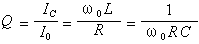 Q = I_C / I_0 = ω_0 L / R = 1 / ω_0 R C